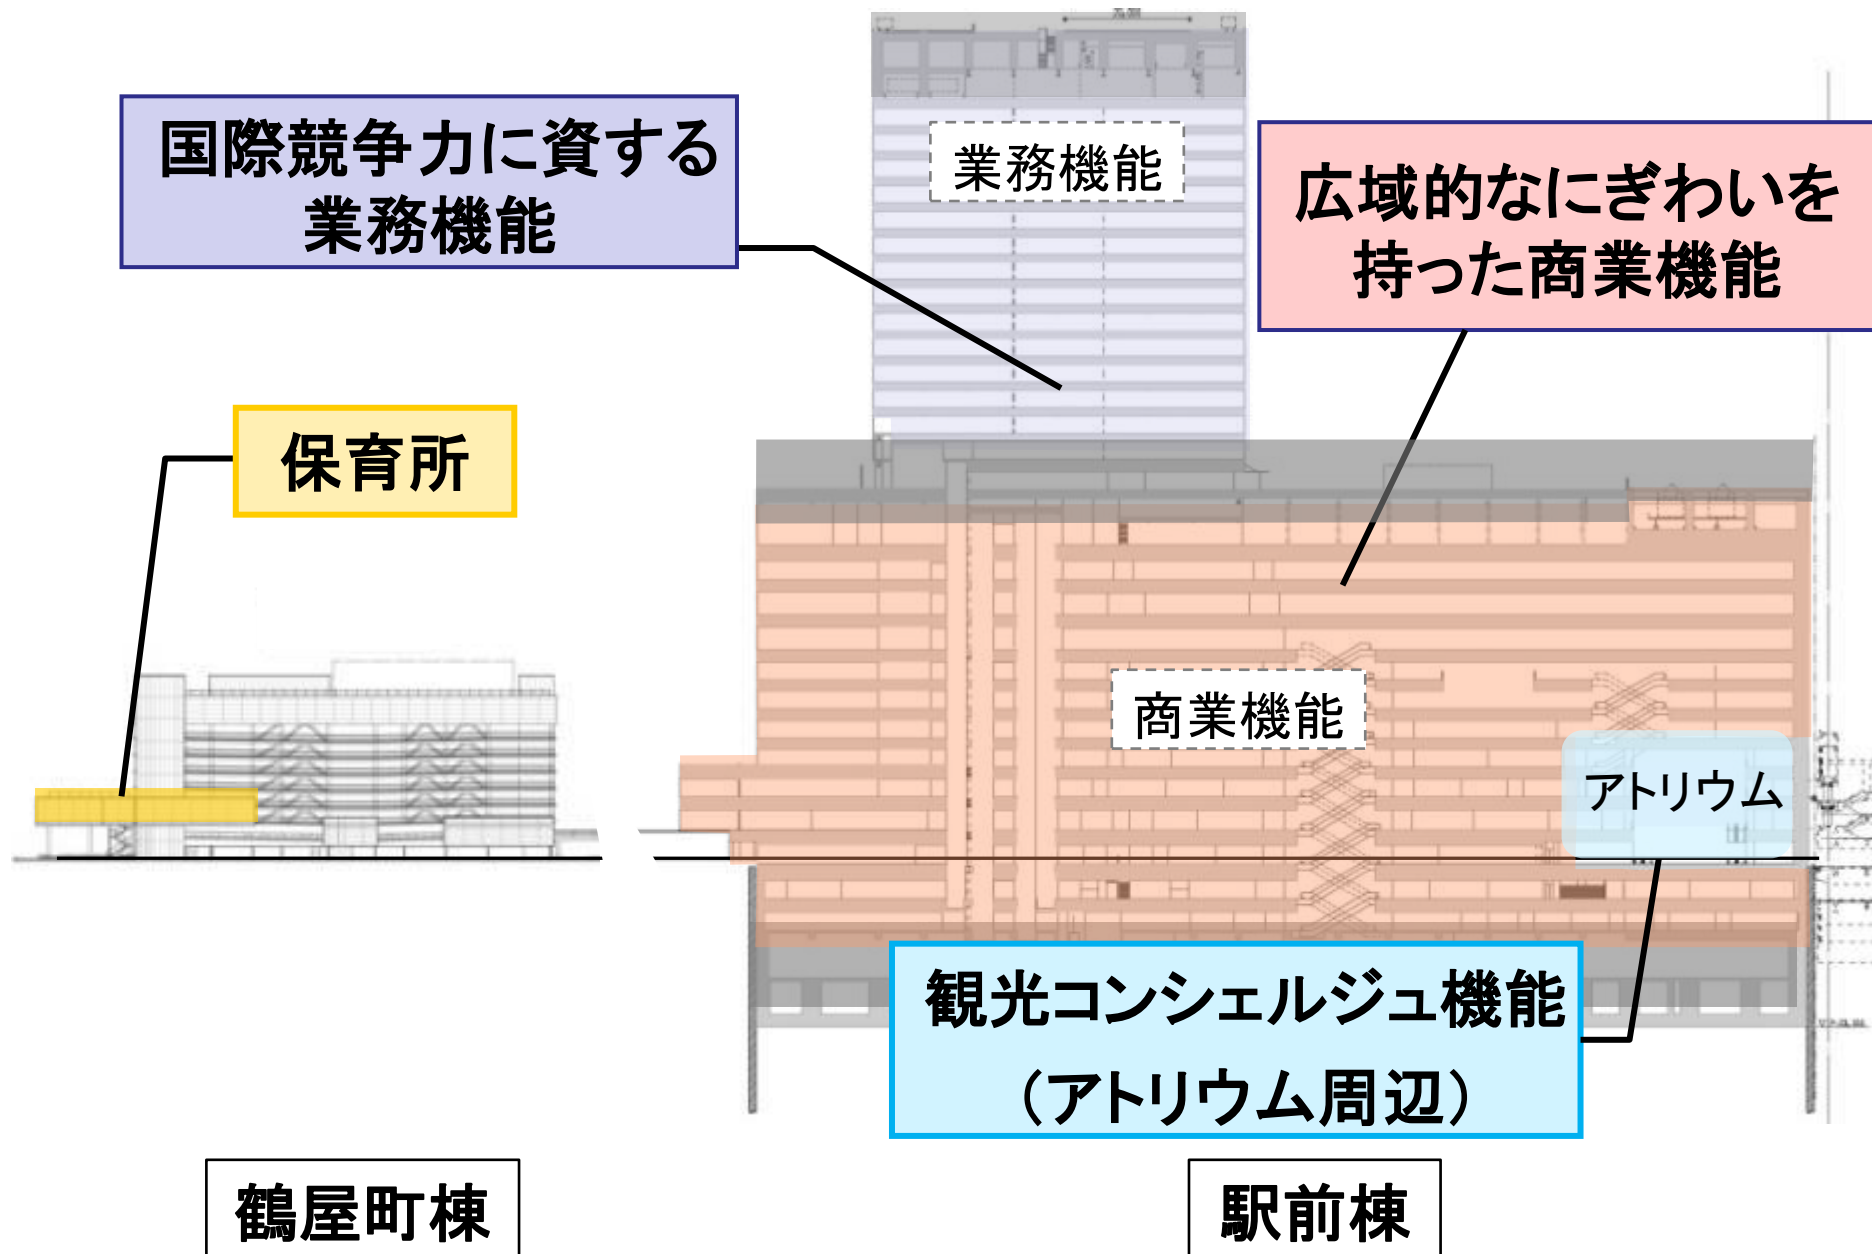 国際競争力に資する
業務機能
業務機能
広域的なにぎわいを
持った商業機能
保育所
商業機能
アトリウム
観光コンシェルジュ機能
（アトリウム周辺）
鶴屋町棟
駅前棟